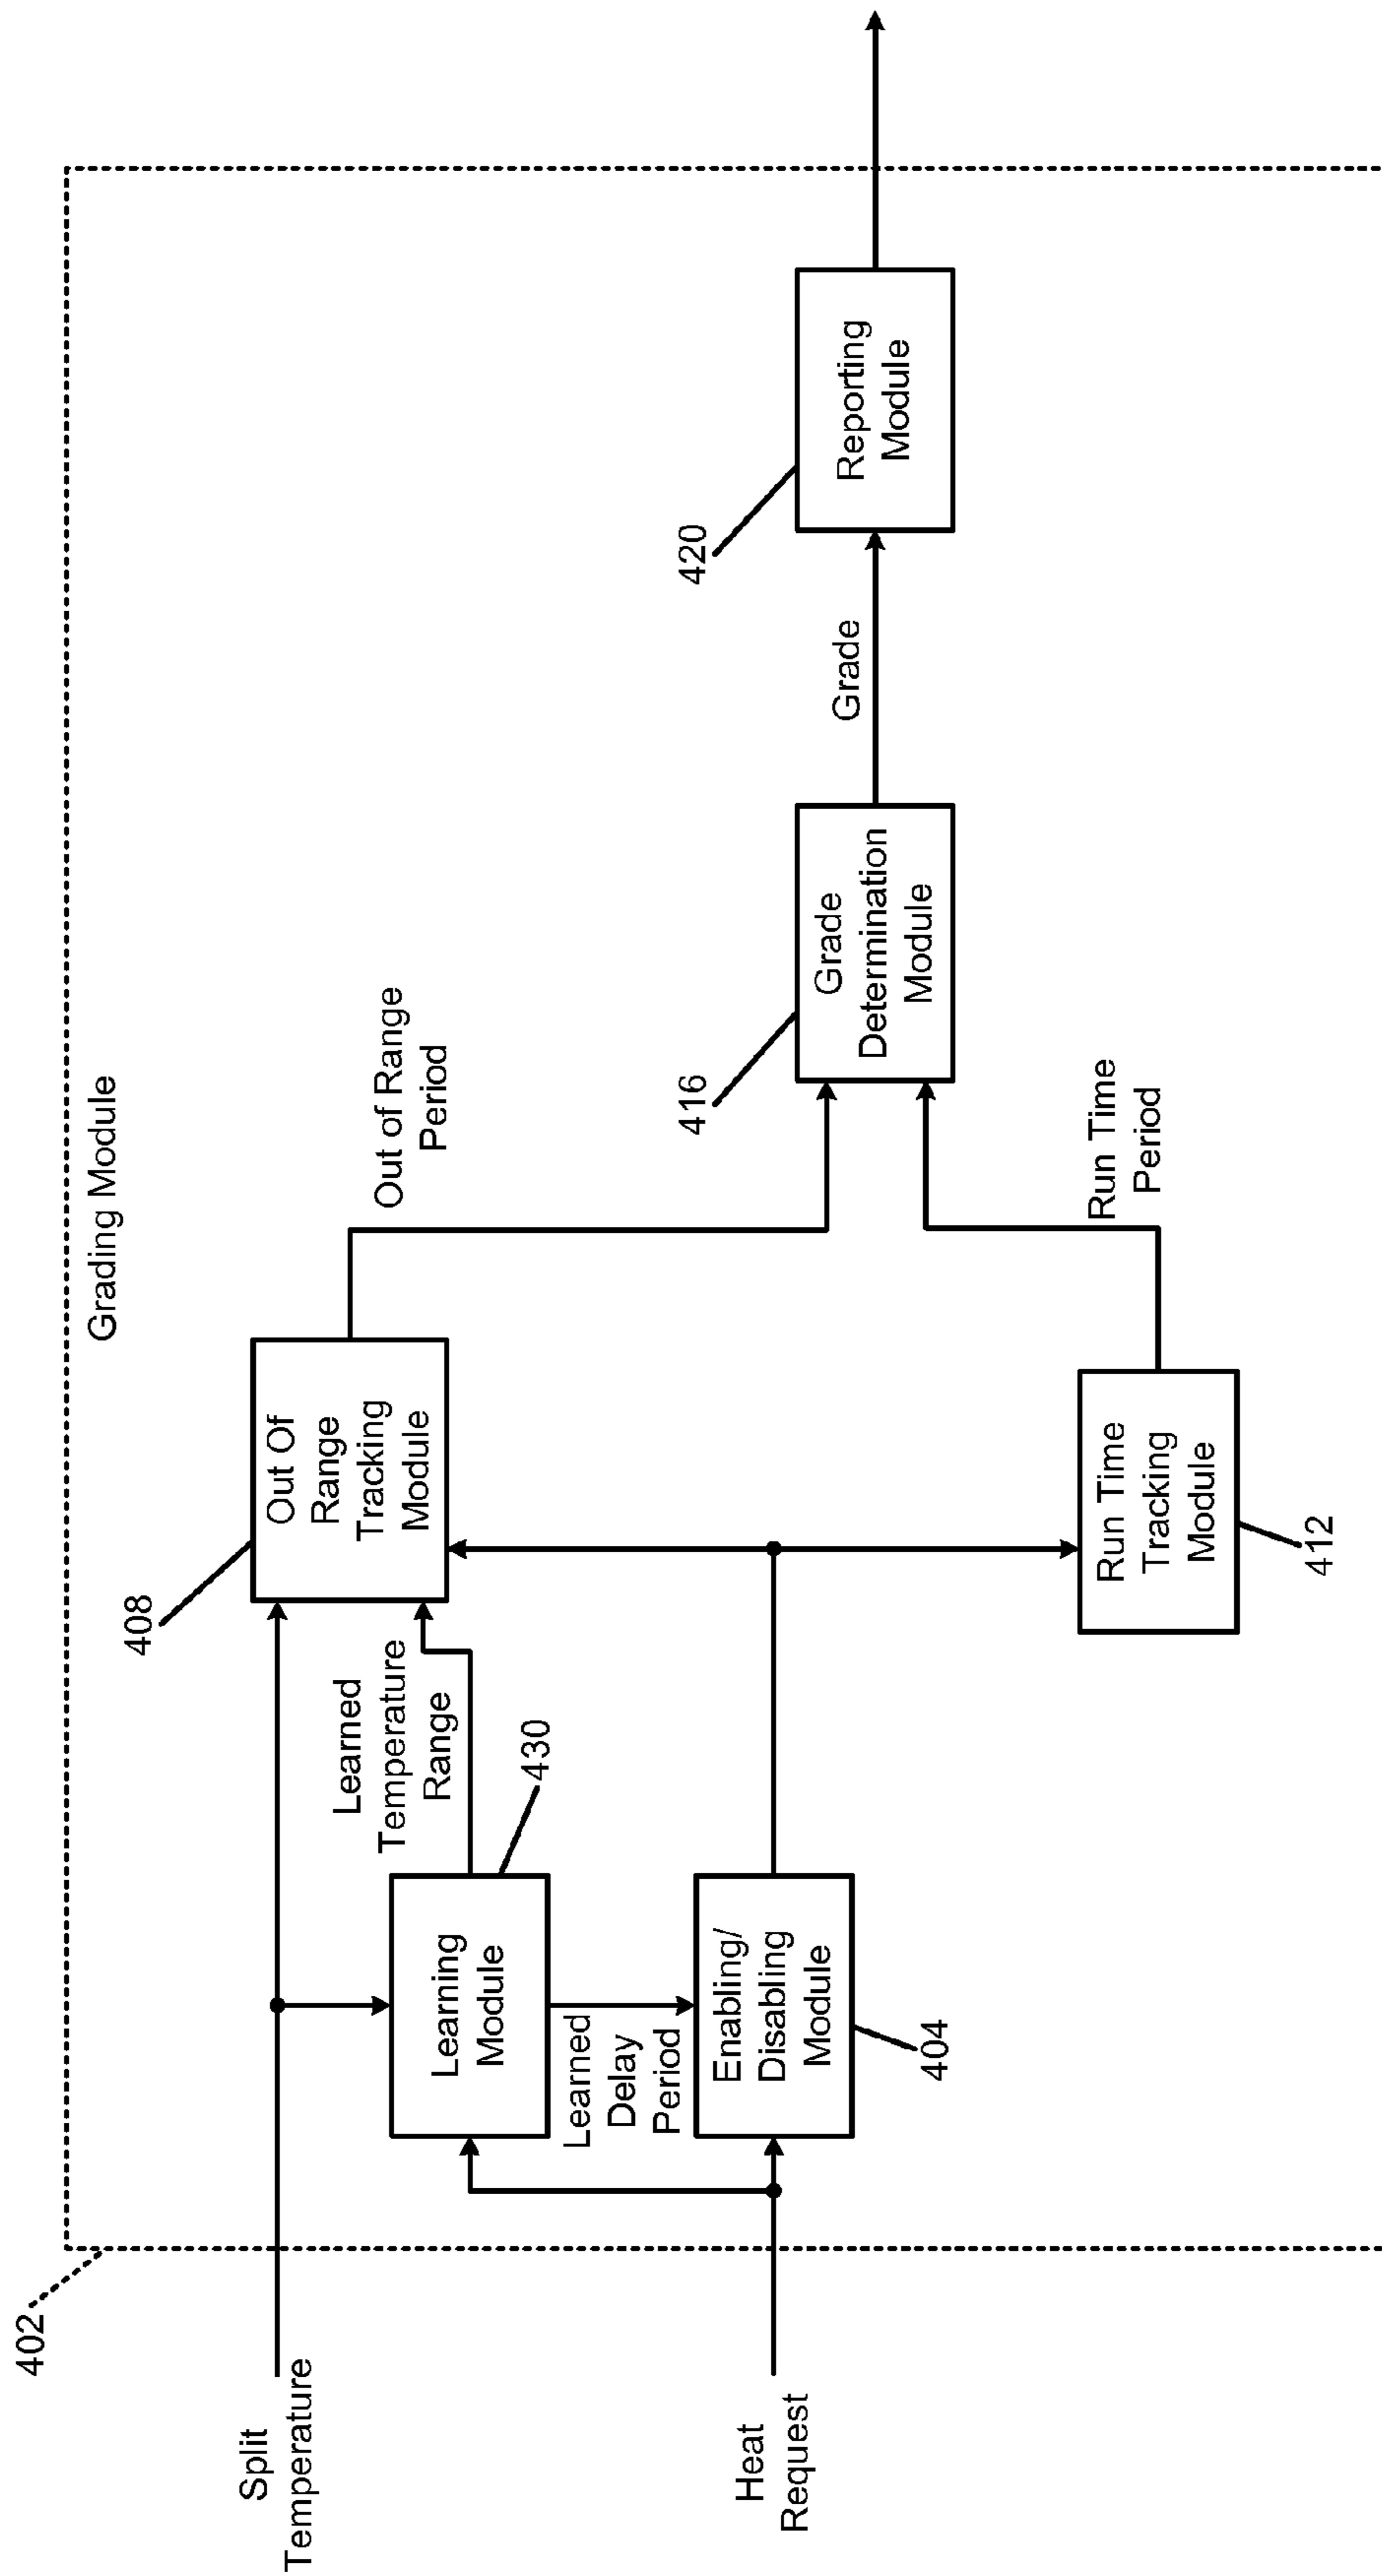 402
Grading Module
Split
Temperature
Heat
Request
Learning
Module
430
Learned
Temperature
Range
Learned
Delay
Period
Enabling/
Disabling
Module
404
408
Out Of
Range
Tracking
Module
Run Time
Tracking
Module
412
Out of Range
Period
Run Time
Period
416
Grade
Determination
Module
Grade
420
Reporting
Module